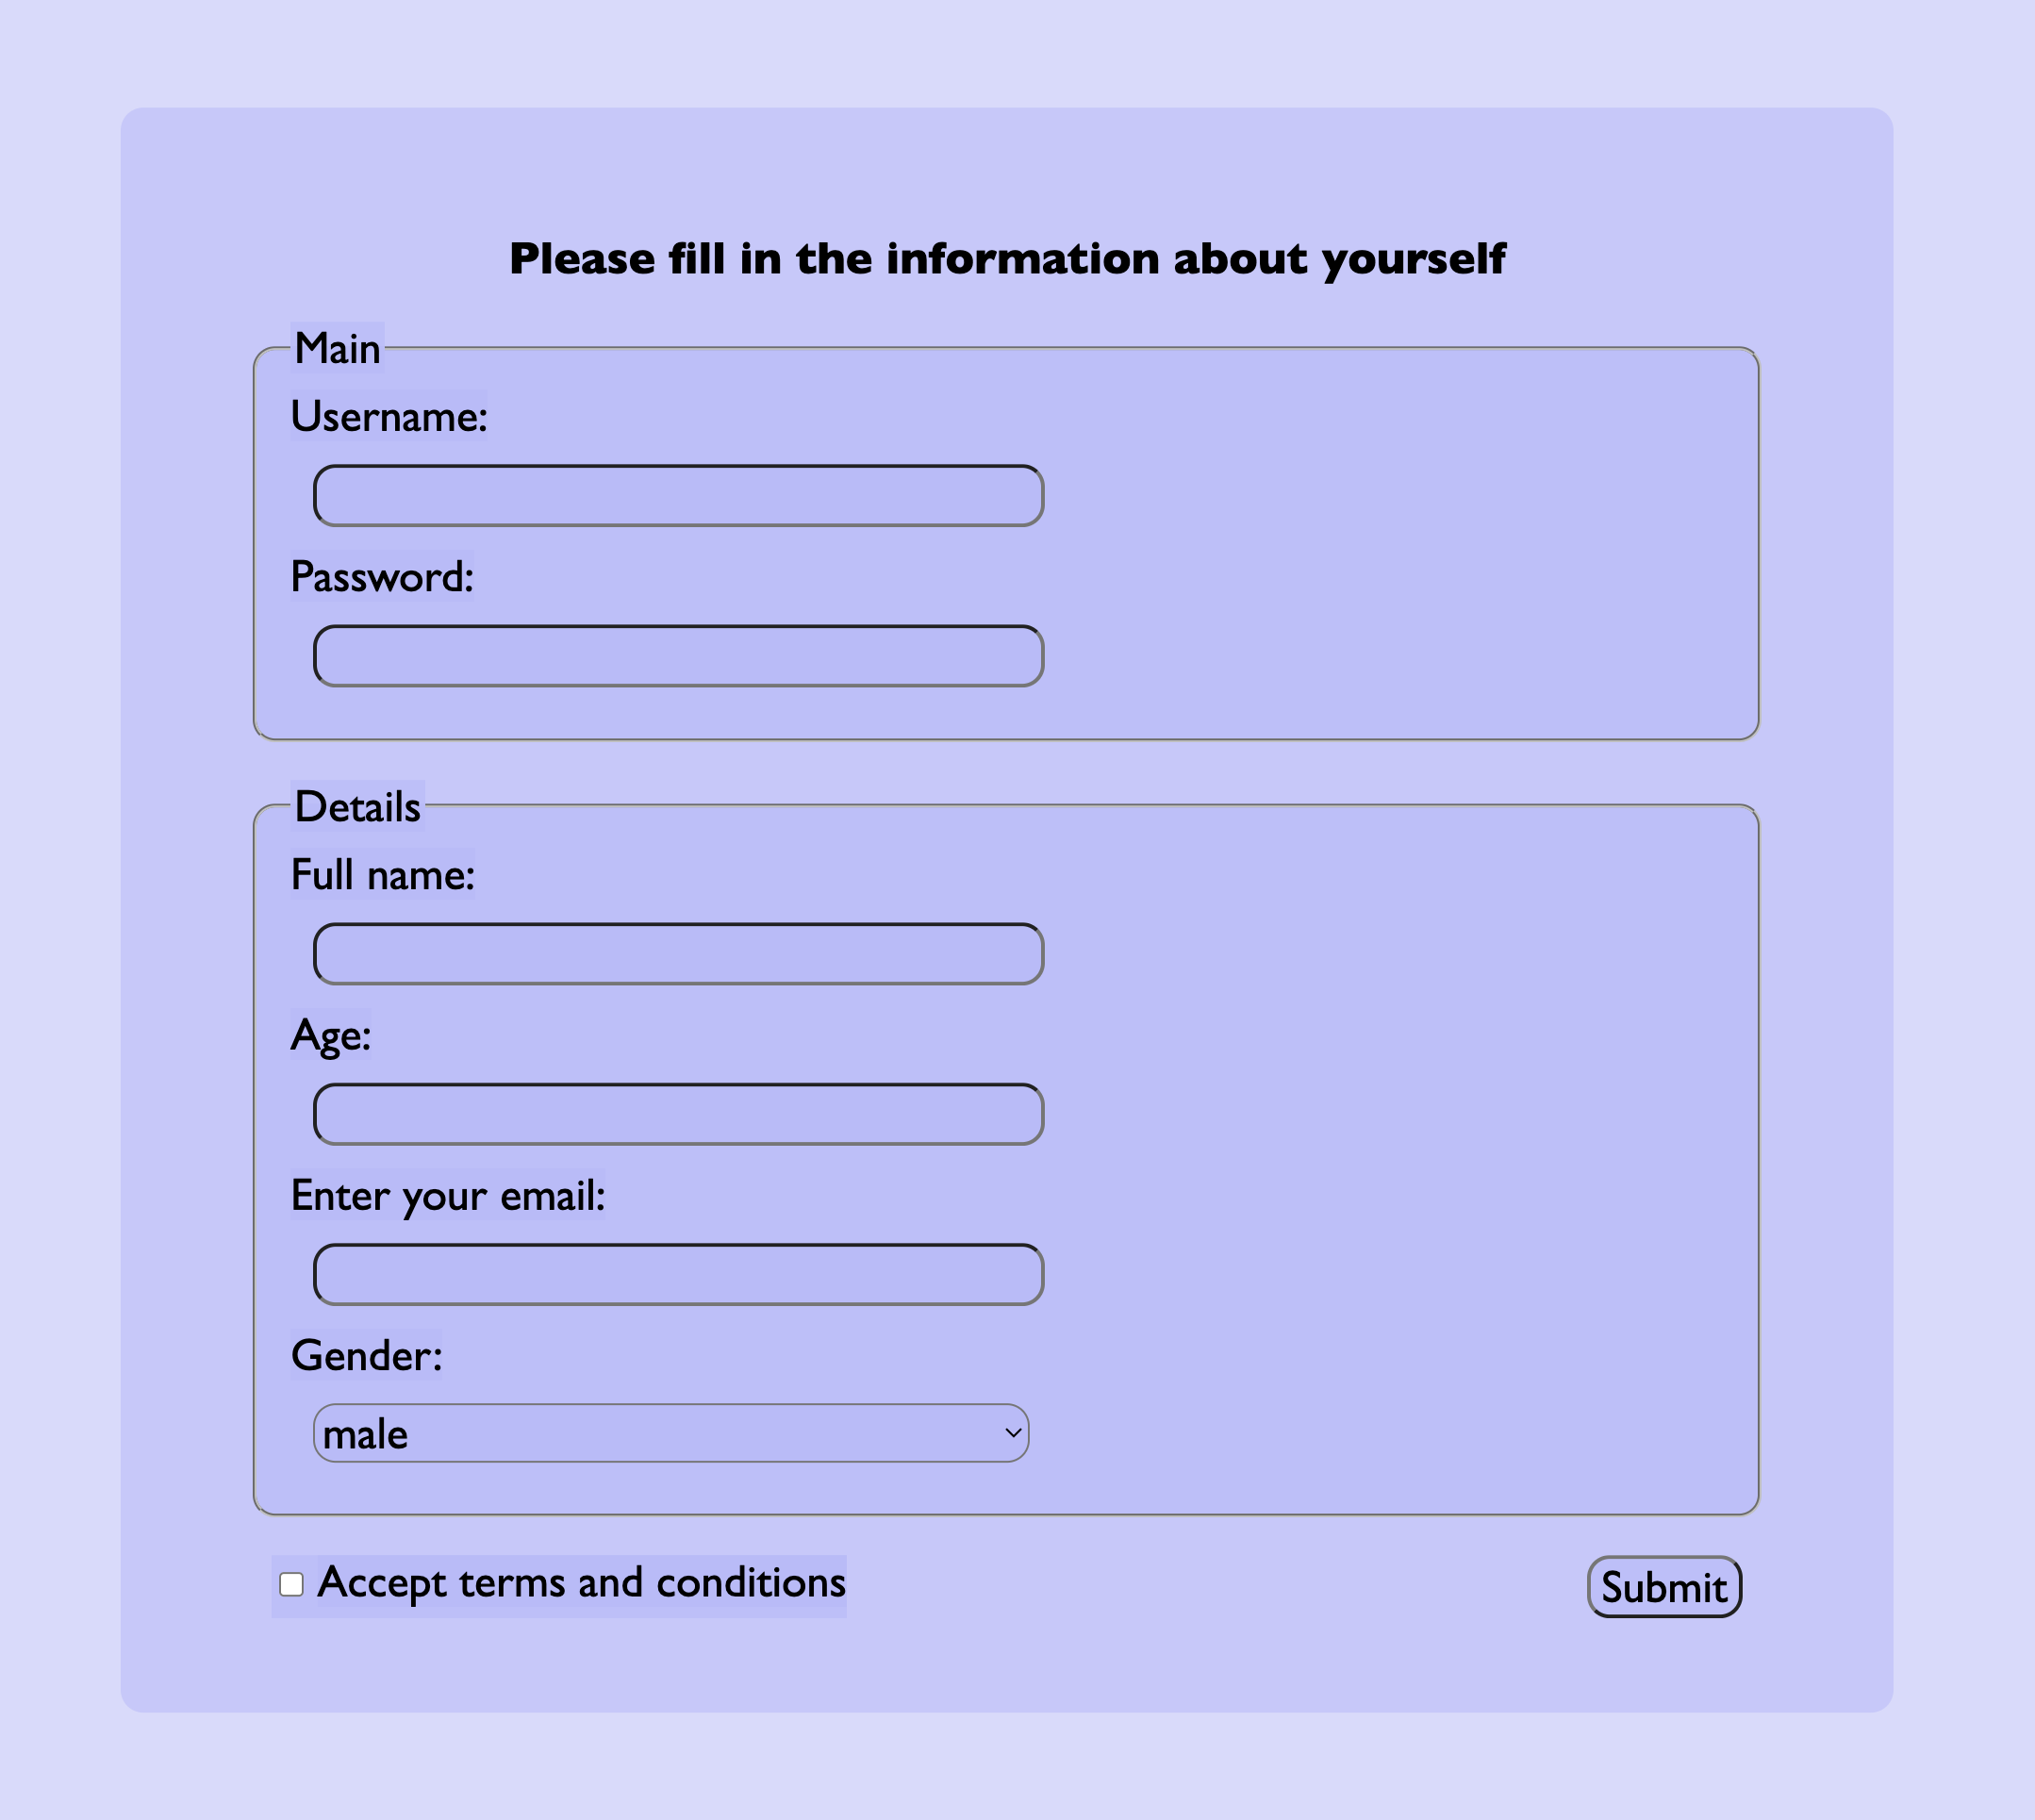 Please fill in the information about yourself
Main
Username:
Password:
Details
Full name:
Age:
Enter your email:
Gender:
male
Accept terms and conditions
Submit